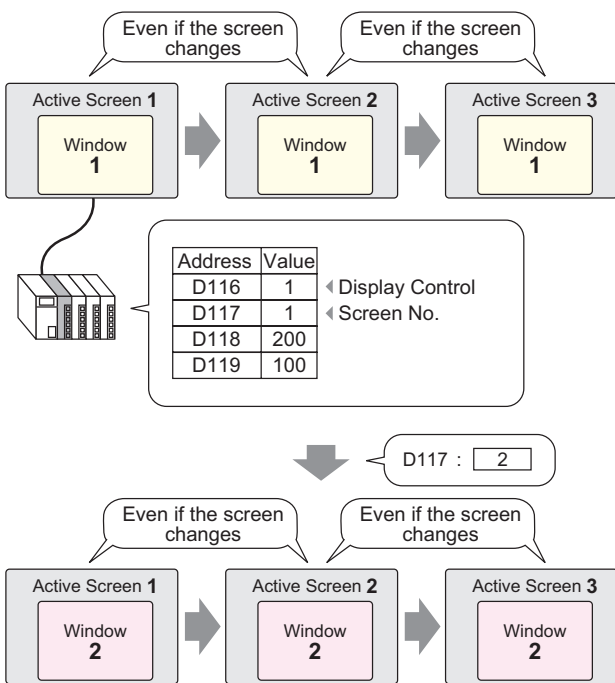 Even if the screen
changes
Even if the screen
changes
Active Screen 1
Window
1
Active Screen 2
Window
1
Active Screen 3
Window
1
Address Value
D116 1 Display Control
D117 1 Screen No.
D118 200
D119 100
D117 : 2
Even if the screen
changes
Even if the screen
changes
Active Screen 1
Window
2
Active Screen 2
Window
2
Active Screen 3
Window
2